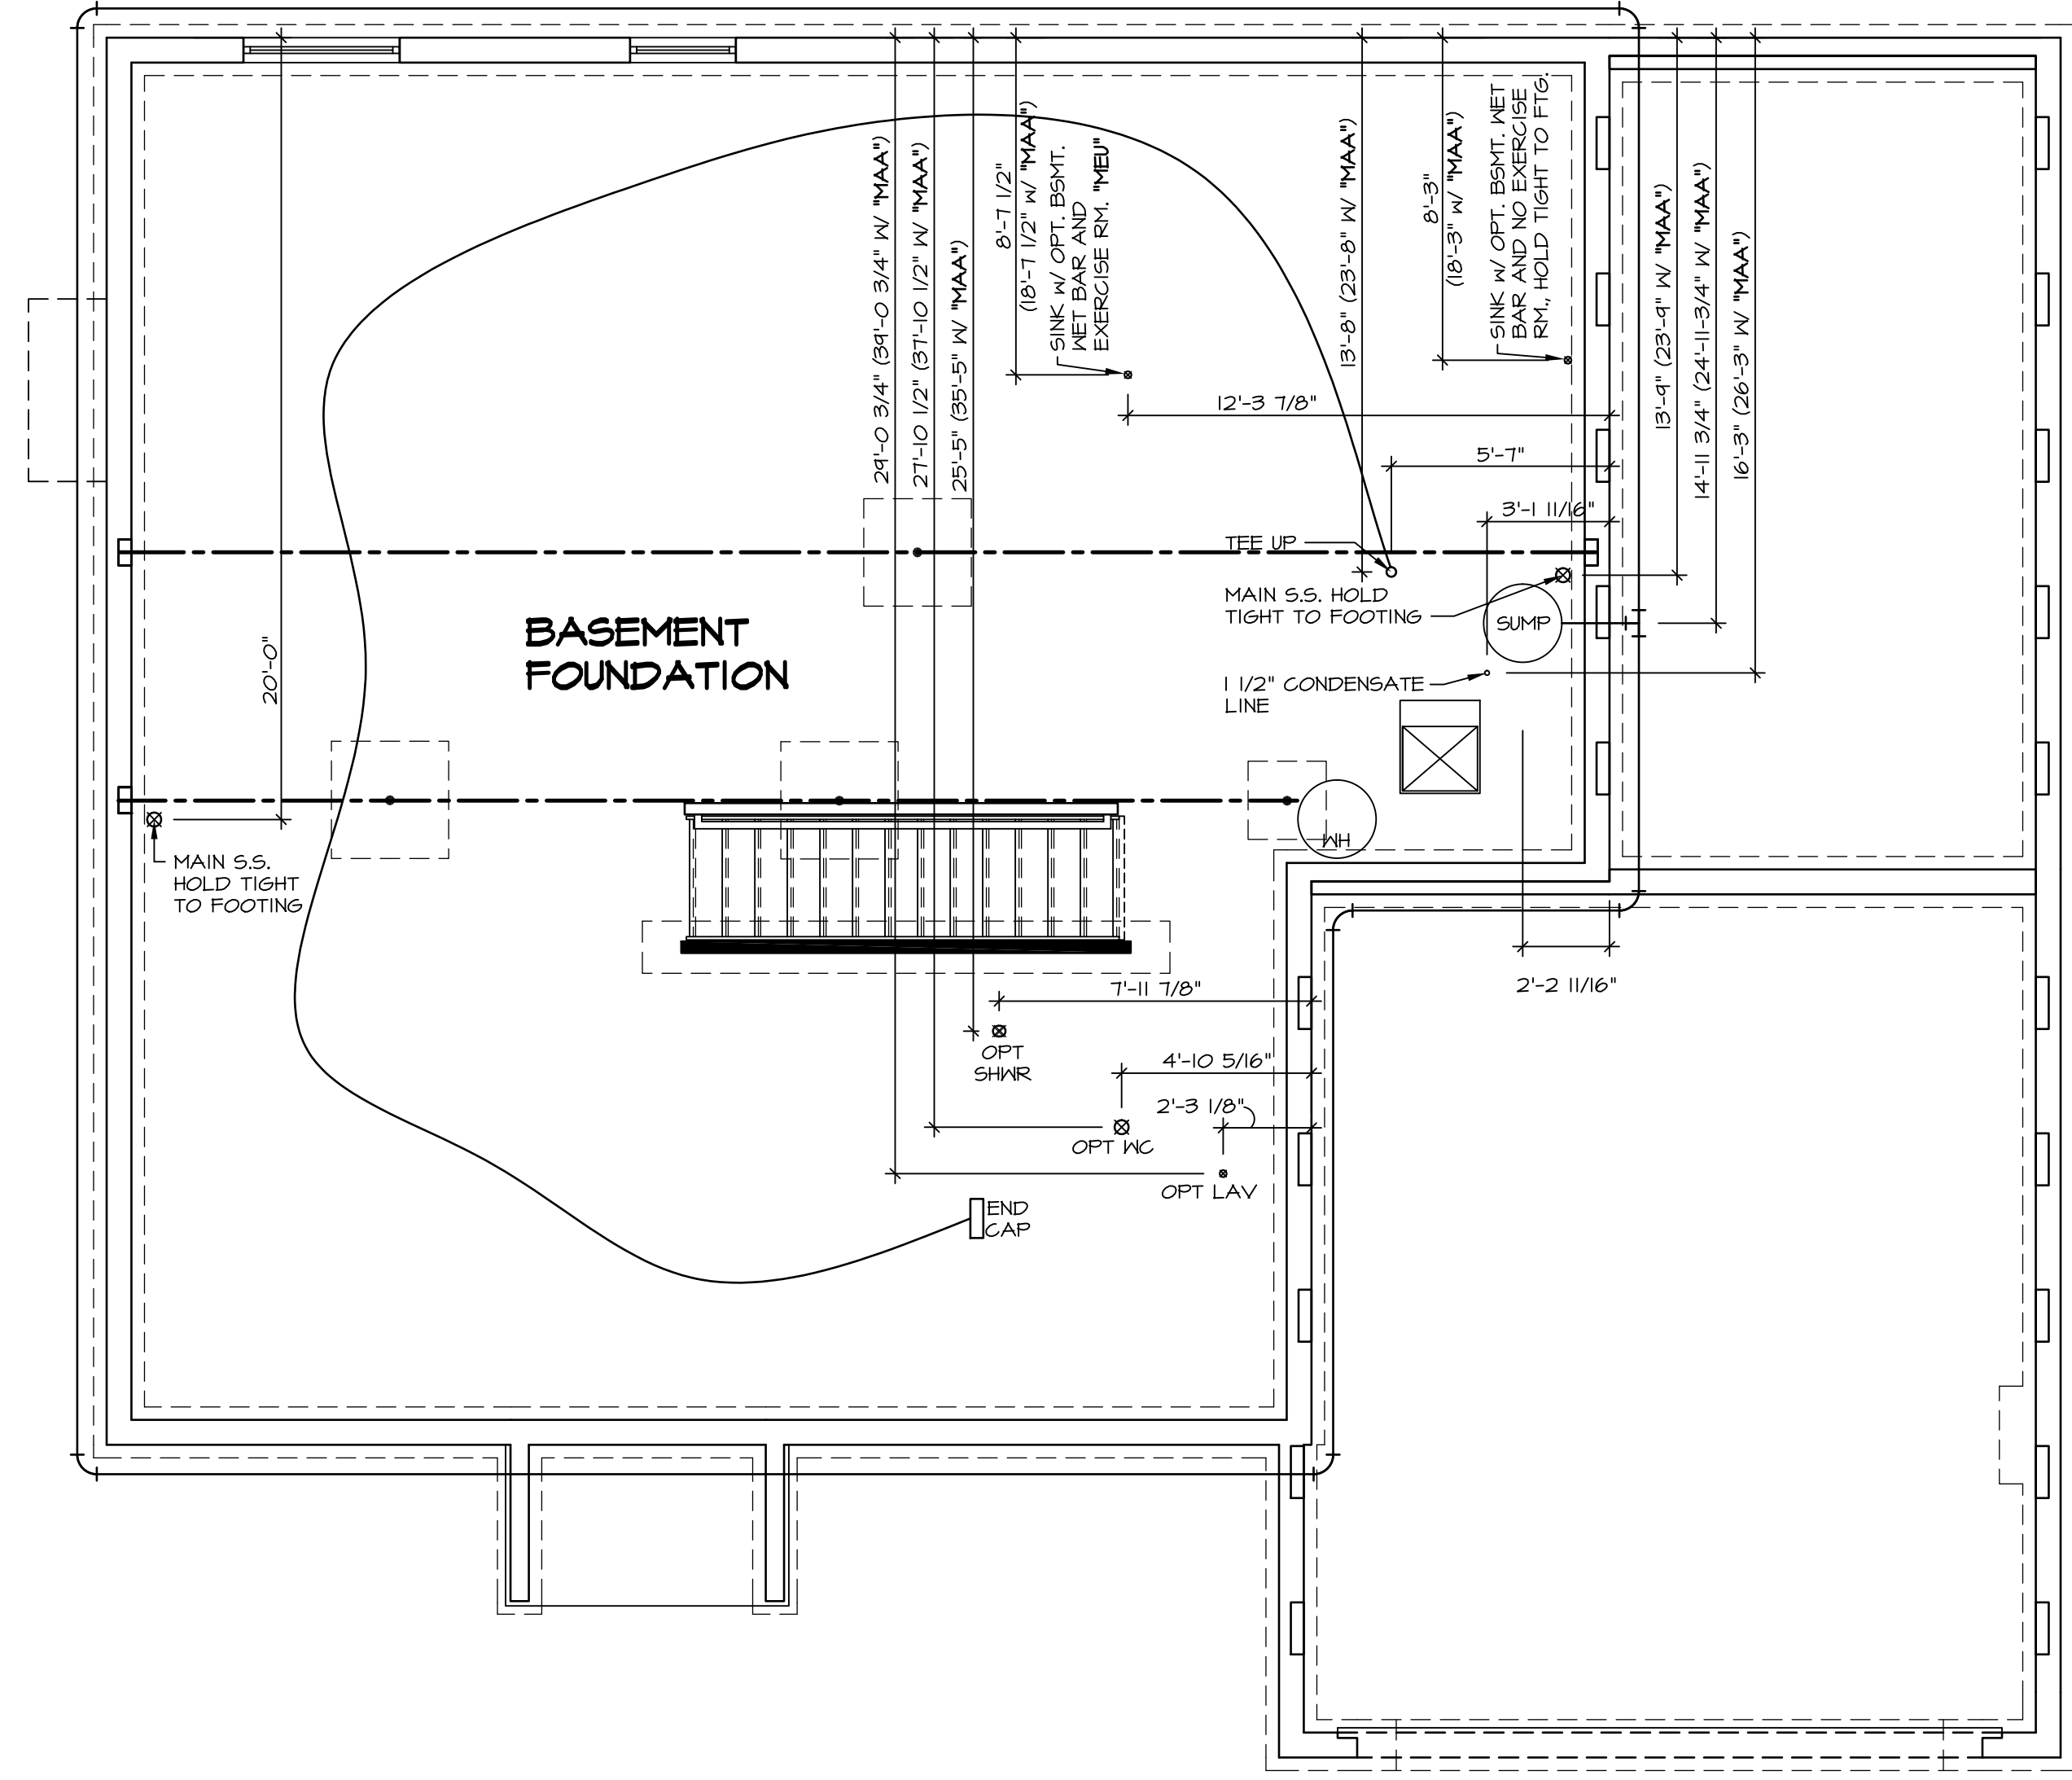 29'-0 3/4" (39'-0 3/4" W/ "MAA")
27'-10 1/2" (37'-10 1/2" W/ "MAA")
25'-5" (35'-5" W/ "MAA")
8'-7 1/2"
(18'-7 1/2" w/ "MAA")
SINK w/ OPT. BSMT.
WET BAR AND
EXERCISE RM. "MEU"
13'-8" (23'-8" W/ "MAA")
8'-3"
(18'-3" w/ "MAA")
SINK w/ OPT. BSMT. WET
BAR AND NO EXERCISE
RM., HOLD TIGHT TO FTG.
13'-9" (23'-9" W/ "MAA")
14'-11 3/4" (24'-11-3/4" W/ "MAA")
16'-3" (26'-3" W/ "MAA")
12'-3 7/8"
5'-7"
3'-1 11/16"
TEE UP
MAIN S.S. HOLD
TIGHT TO FOOTING
SUMP
BASEMENT
FOUNDATION
20'-0"
1 1/2" CONDENSATE
LINE
WH
MAIN S.S.
HOLD TIGHT
TO FOOTING
2'-2 11/16"
7'-11 7/8"
OPT
SHWR
4'-10 5/16"
2'-3 1/8"
OPT WC
OPT LAV
END
CAP